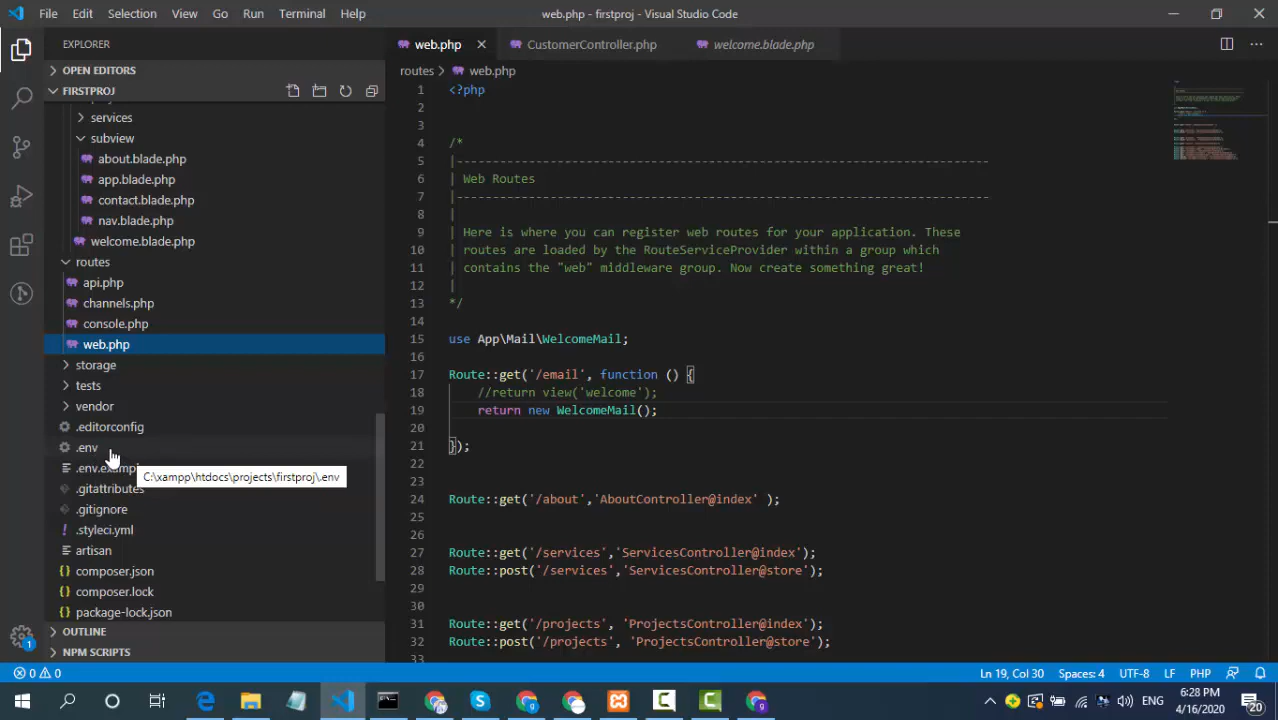 File Edit Selection View Go Run Terminal Help
web.php - firstproj - Visual Studio Code
EXPLORER
OPEN EDITORS
FIRSTPROJ
services
subview
about.blade.php
app.blade.php
contact.blade.php
nav.blade.php
welcome.blade.php
routes
api.php
channels.php
console.php
web.php
storage
tests
vendor
.editorconfig
.env
.env.exampl
C:\xampp\htdocs\projects\firstproj\.env
.gitattributes
.gitignore
.styleci.yml
artisan
composer.json
composer.lock
package-lock.json
OUTLINE
NPM SCRIPTS
web.php CustomerController.php welcome.blade.php
routes web.php
1 <?php
2
3
4 /*
5 |--------------------------------------------------------------------------
6 | Web Routes
7 |--------------------------------------------------------------------------
8 |
9 | Here is where you can register web routes for your application. These
10 | routes are loaded by the RouteServiceProvider within a group which
11 | contains the "web" middleware group. Now create something great!
12 |
13 */
14
15 use App\Mail\WelcomeMail;
16
17 Route::get('/email', function () {
18 //return view('welcome');
19 return new WelcomeMail();
20
21 });
22
23
24 Route::get('/about','AboutController@index' );
25
26
27 Route::get('/services','ServicesController@index');
28 Route::post('/services','ServicesController@store');
29
30
31 Route::get('/projects', 'ProjectsController@index');
32 Route::post('/projects', 'ProjectsController@store');
33
1
0 0
Ln 19, Col 30 Spaces: 4 UTF-8 LF PHP
ENG
6:28 PM
4/16/2020
20